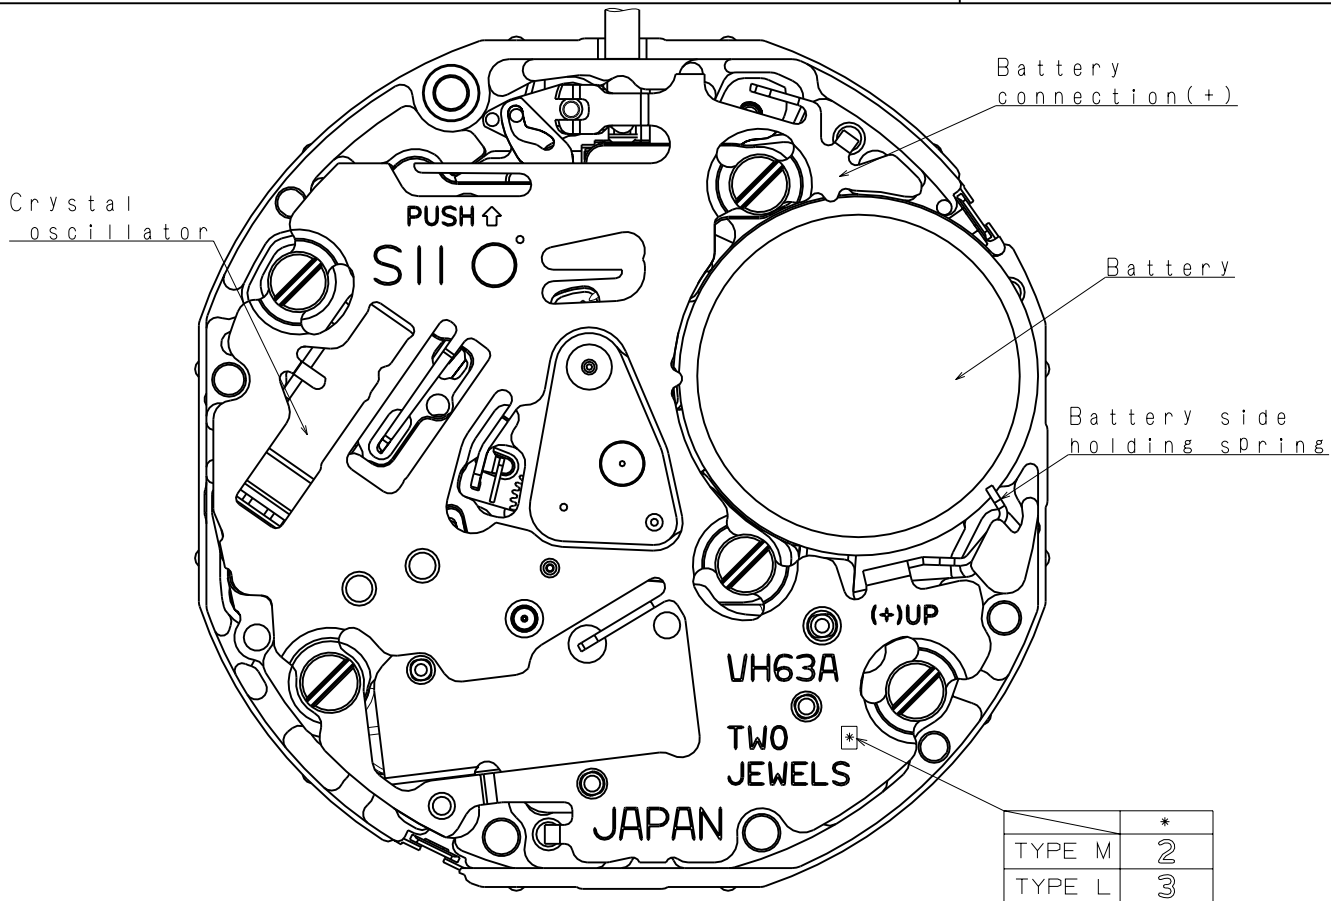 Battery
connection(+)
Crystal
oscillator
PUSH ⇧
SII O°
Battery
Battery side
holding spring
(+)UP
VH63A
TWO
JEWELS
*
JAPAN
*
TYPE M 2
TYPE L 3